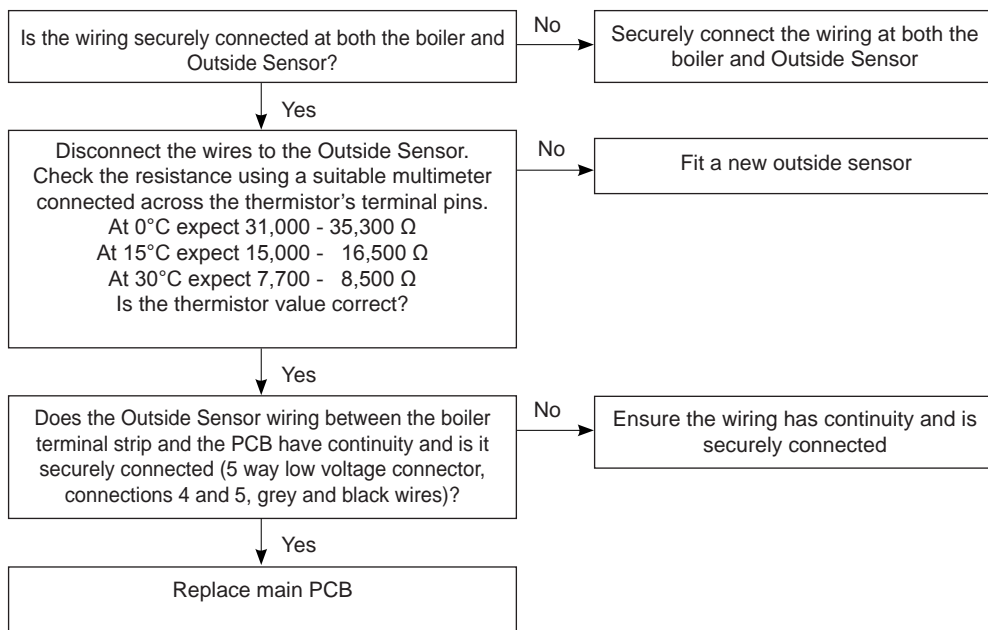 Is the wiring securely connected at both the boiler and
Outside Sensor?
No
Securely connect the wiring at both the
boiler and Outside Sensor
Yes
Disconnect the wires to the Outside Sensor.
Check the resistance using a suitable multimeter
connected across the thermistor's terminal pins.
At 0°C expect 31,000 - 35,300 Ω
At 15°C expect 15,000 - 16,500 Ω
At 30°C expect 7,700 - 8,500 Ω
Is the thermistor value correct?
No
Fit a new outside sensor
Yes
Does the Outside Sensor wiring between the boiler
terminal strip and the PCB have continuity and is it
securely connected (5 way low voltage connector,
connections 4 and 5, grey and black wires)?
No
Ensure the wiring has continuity and is
securely connected
Yes
Replace main PCB